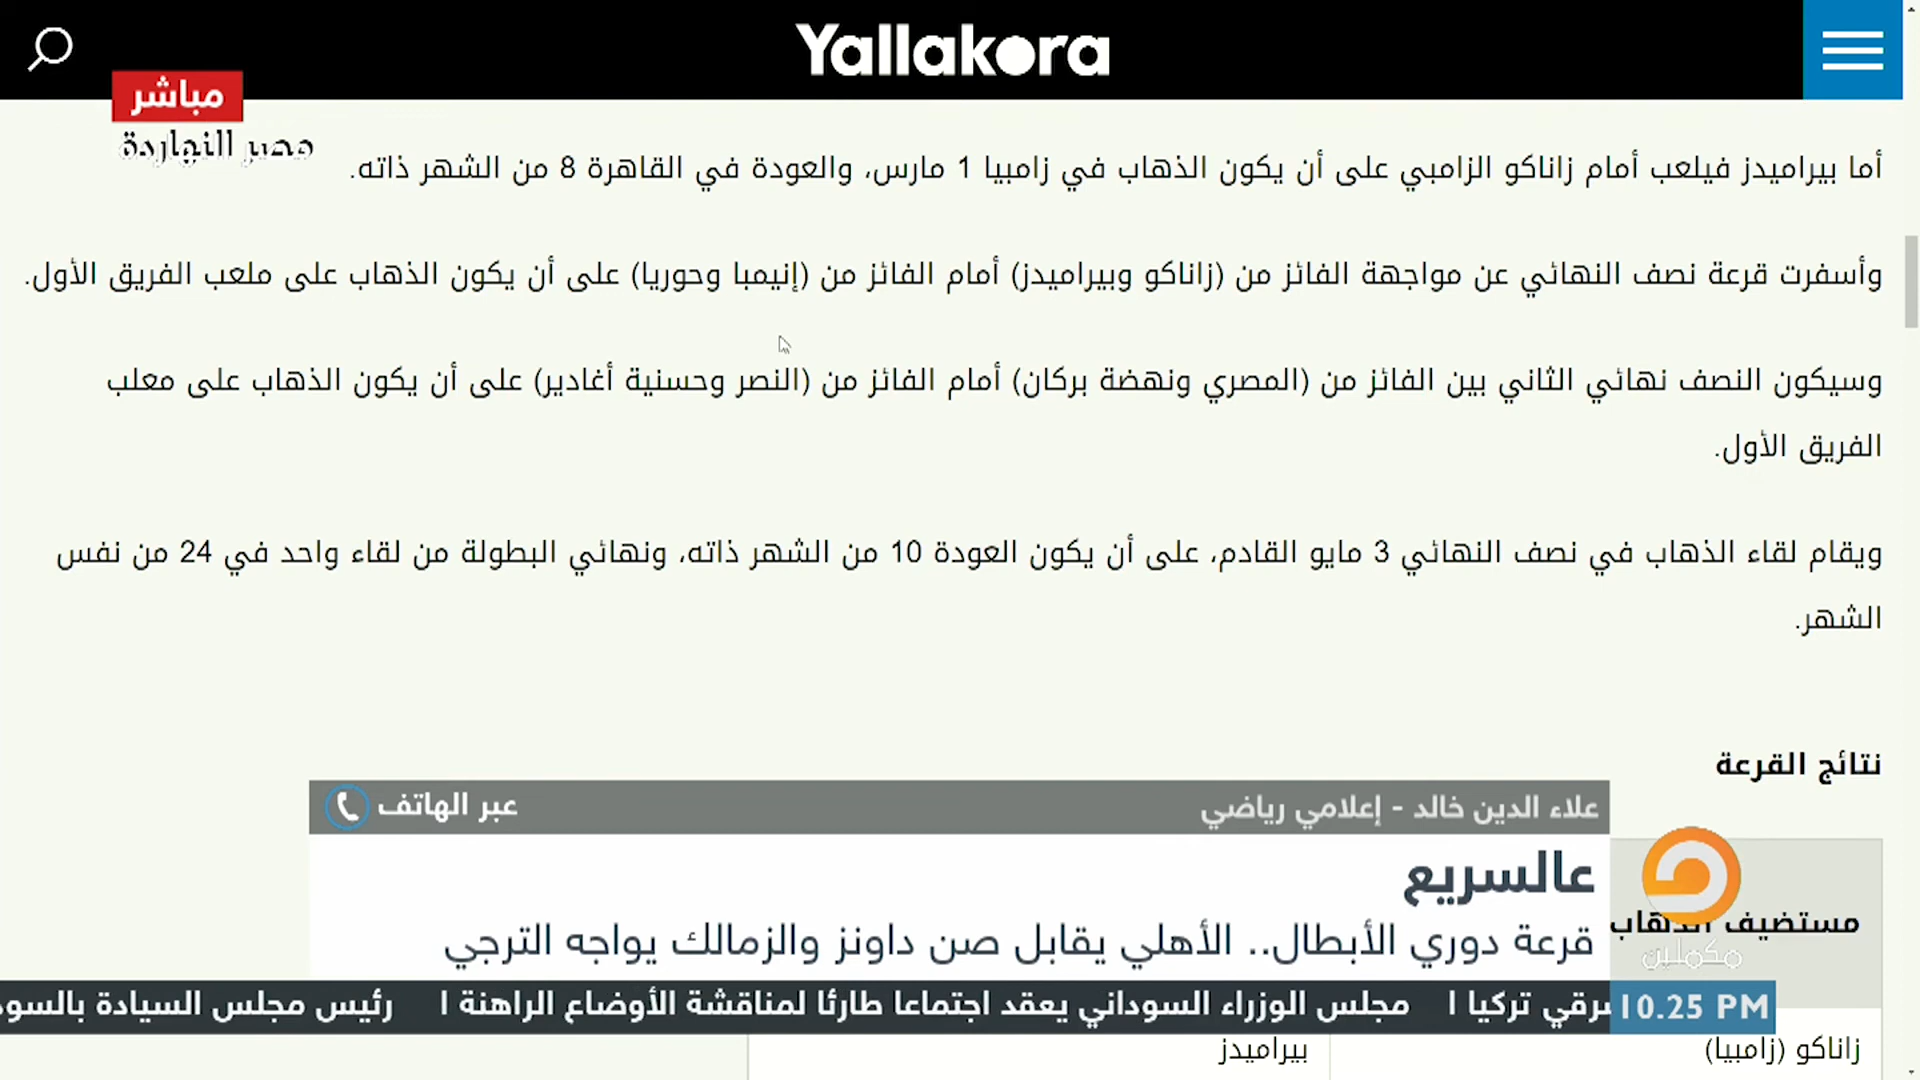 Yallakora
مباشر
مصر النهاردة
أما بيراميدز فيلعب أمام زاناكو الزامبي على أن يكون الذهاب في زامبيا 1 مارس، والعودة في القاهرة 8 من الشهر ذاته.
وأسفرت قرعة نصف النهائي عن مواجهة الفائز من (زاناكو وبيراميدز) أمام الفائز من (إنيمبا وحوريا) على أن يكون الذهاب على ملعب الفريق الأول.
وسيكون النصف نهائي الثاني بين الفائز من (المصري ونهضة بركان) أمام الفائز من (النصر وحسنية أغادير) على أن يكون الذهاب على معلب
الفريق الأول.
ويقام لقاء الذهاب في نصف النهائي 3 مايو القادم، على أن يكون العودة 10 من الشهر ذاته، ونهائي البطولة من لقاء واحد في 24 من نفس
الشهر.
نتائج القرعة
علاء الدين خالد - إعلامي رياضي
عبر الهاتف
عالسريع
مستضيف الذهاب
قرعة دوري الأبطال.. الأهلي يقابل صن داونز والزمالك يواجه الترجي
مكملين
تركيا | مجلس الوزراء السوداني يعقد اجتماعا طارئا لمناقشة الأوضاع الراهنة | رئيس مجلس السيادة
10.25 PM
زاناكو (زامبيا)
بيراميدز